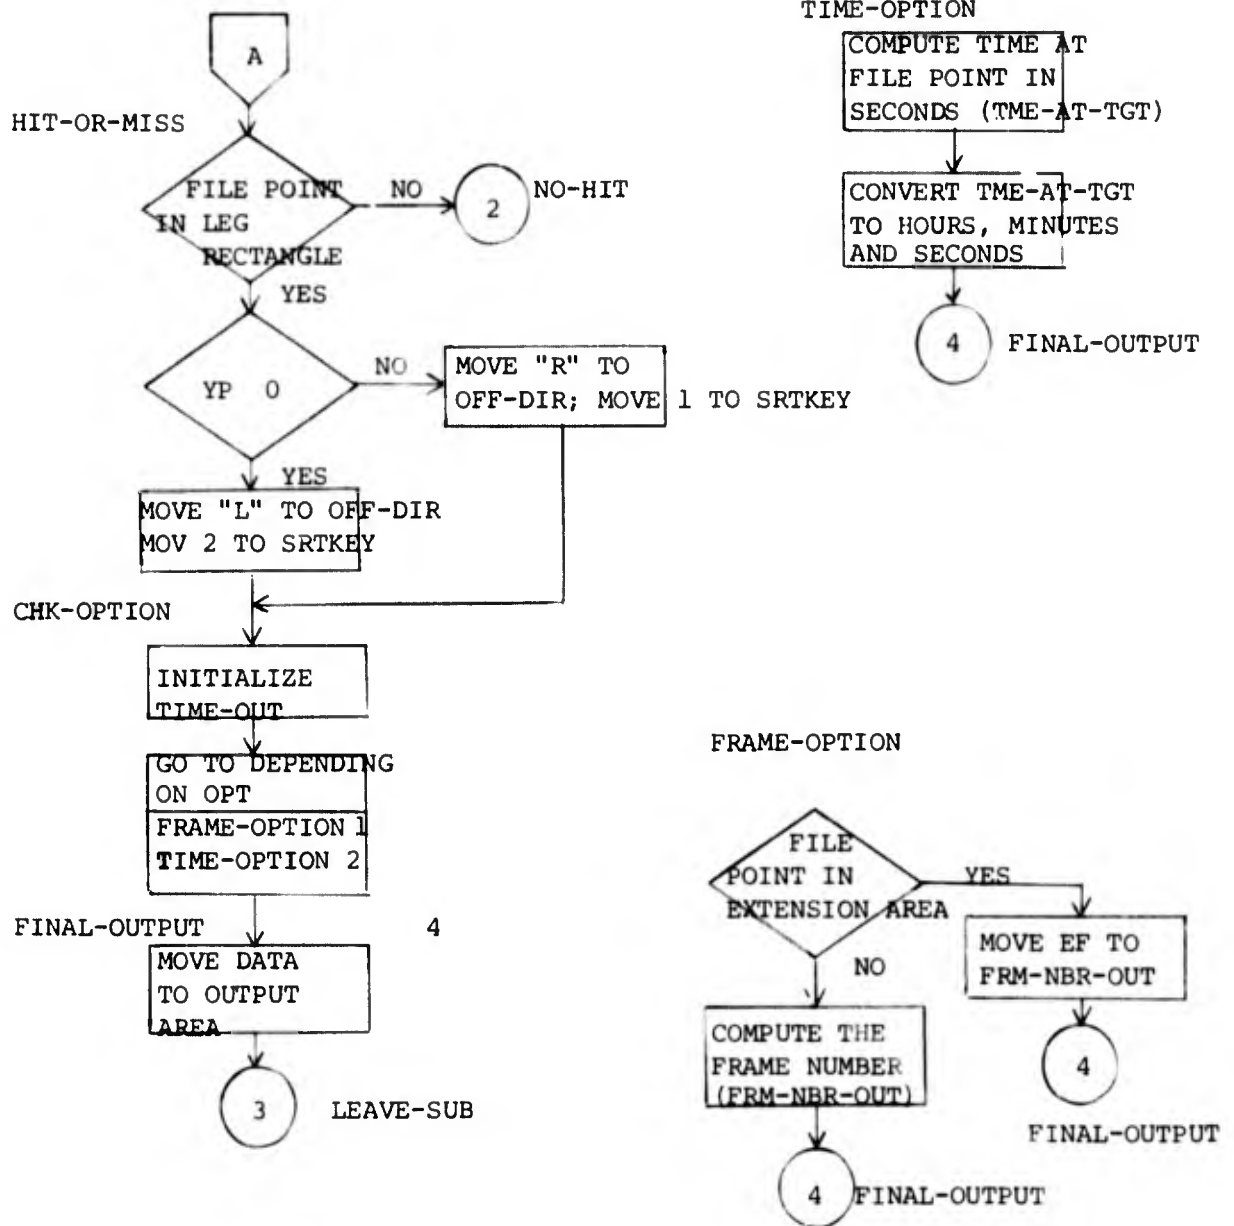 A
HIT-OR-MISS
FILE POINT
IN LEG
RECTANGLE
NO
2
NO-HIT
YES
YP 0
NO
MOVE "R" TO
OFF-DIR; MOVE 1 TO SRTKEY
YES
MOVE "L" TO OFF-DIR
MOV 2 TO SRTKEY
CHK-OPTION
INITIALIZE
TIME-OUT
GO TO DEPENDING
ON OPT
FRAME-OPTION 1
TIME-OPTION 2
FINAL-OUTPUT
4
MOVE DATA
TO OUTPUT
AREA
3
LEAVE-SUB
TIME-OPTION
COMPUTE TIME AT
FILE POINT IN
SECONDS (TME-AT-TGT)
CONVERT TME-AT-TGT
TO HOURS, MINUTES
AND SECONDS
4
FINAL-OUTPUT
FRAME-OPTION
FILE
POINT IN
EXTENSION AREA
YES
MOVE EF TO
FRM-NBR-OUT
4
FINAL-OUTPUT
NO
COMPUTE THE
FRAME NUMBER
(FRM-NBR-OUT)
4
FINAL-OUTPUT